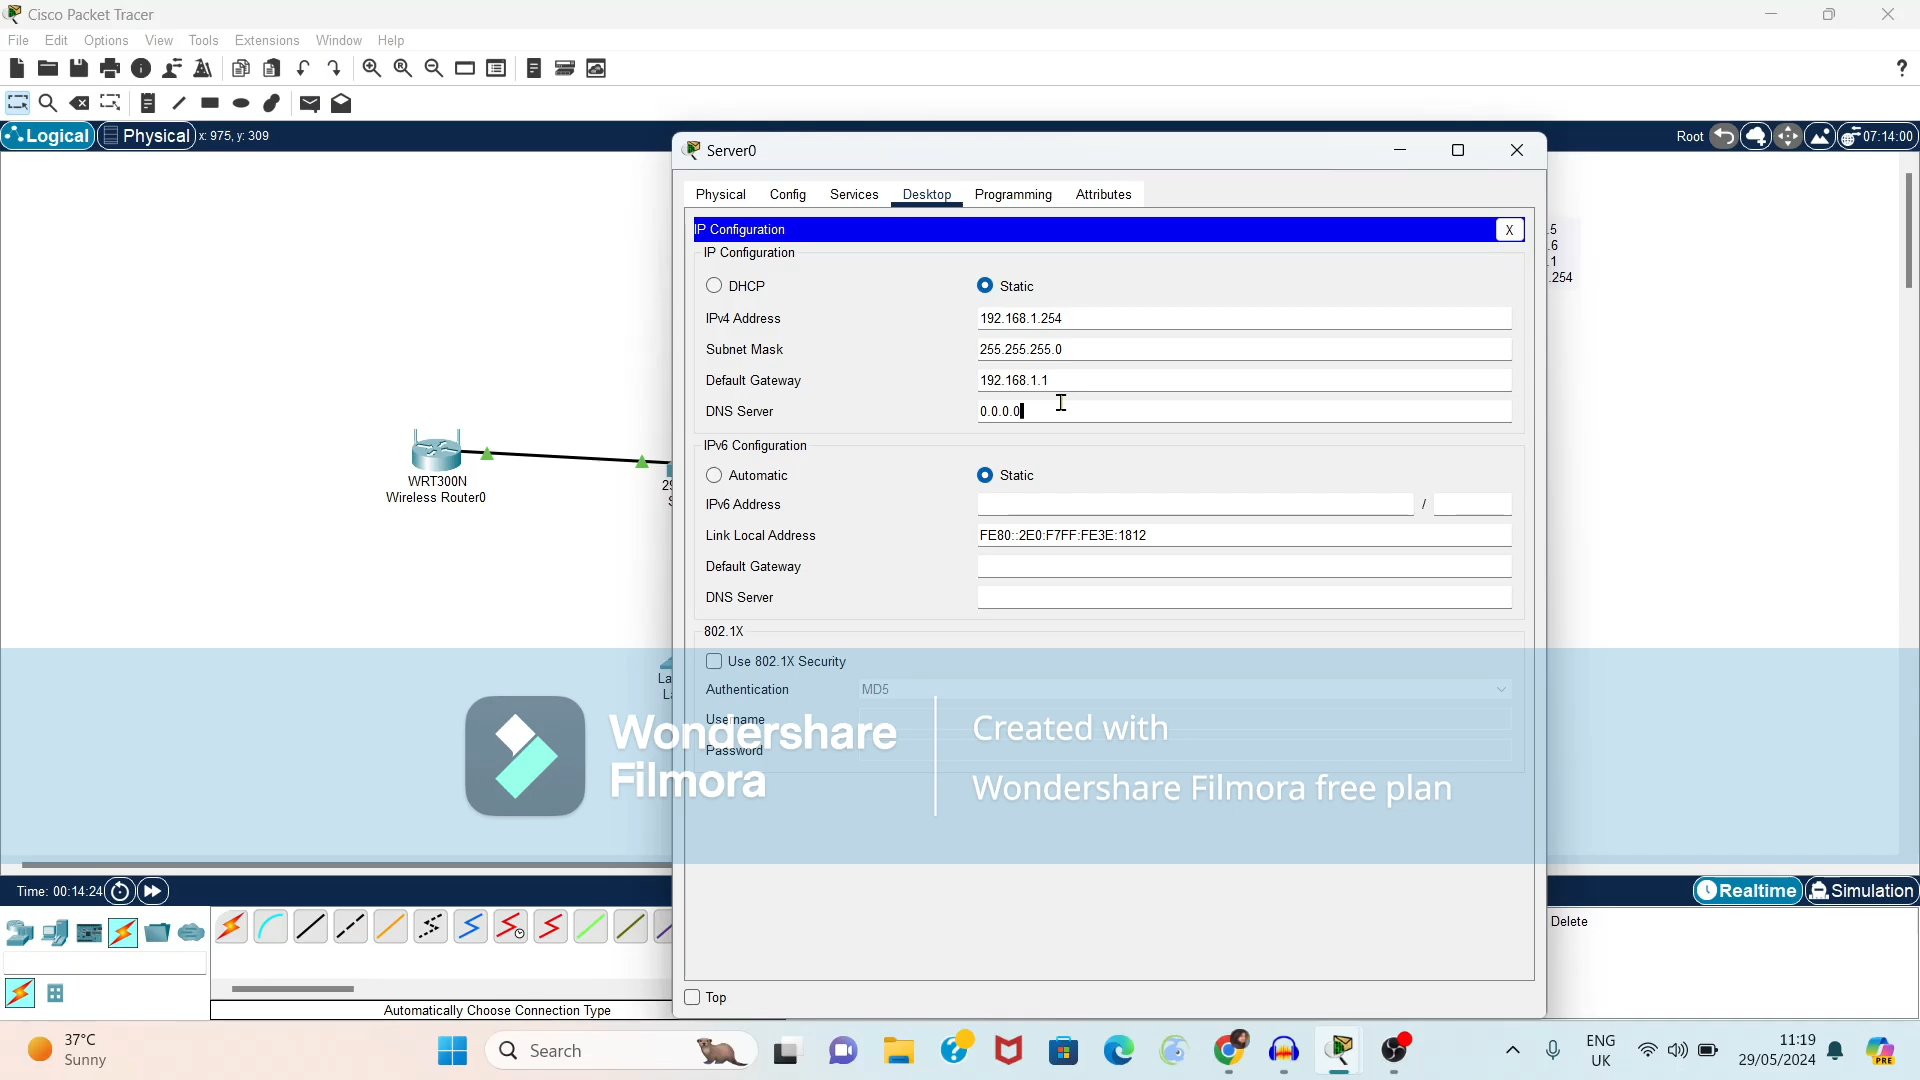 Cisco Packet Tracer
File Edit Options View Tools Extensions Window Help
?
Logical Physical x: 975, y: 309 Root 07:14:00
Server0
Physical Config Services Desktop Programming Attributes
IP Configuration X
IP Configuration
DHCP Static
IPv4 Address 192.168.1.254
Subnet Mask 255.255.255.0
Default Gateway 192.168.1.1
DNS Server 0.0.0.0
IPv6 Configuration
Automatic Static
IPv6 Address /
Link Local Address FE80::2E0:F7FF:FE3E:1812
Default Gateway
DNS Server
802.1X
Use 802.1X Security
Authentication MD5
Username
Password
Top
.5
.6
.1
.254
WRT300N
Wireless Router0
29
S
La
L
Wondershare
Filmora
Created with
Wondershare Filmora free plan
Time: 00:14:24 Realtime Simulation
Automatically Choose Connection Type
Delete
37°C
Sunny
Search
ENG
UK
11:19
29/05/2024
PRE